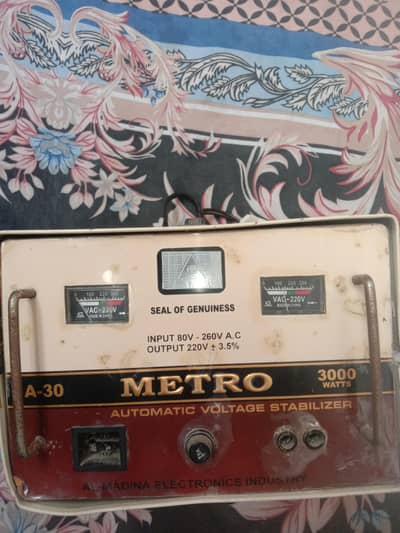 VAC-220V
VAC-220V
SEAL OF GENUINESS
INPUT 80V - 260V A.C
OUTPUT 220V ± 3.5%
A-30
METRO
3000
WATTS
AUTOMATIC VOLTAGE STABILIZER
AL-MADINA ELECTRONICS INDUSTRY